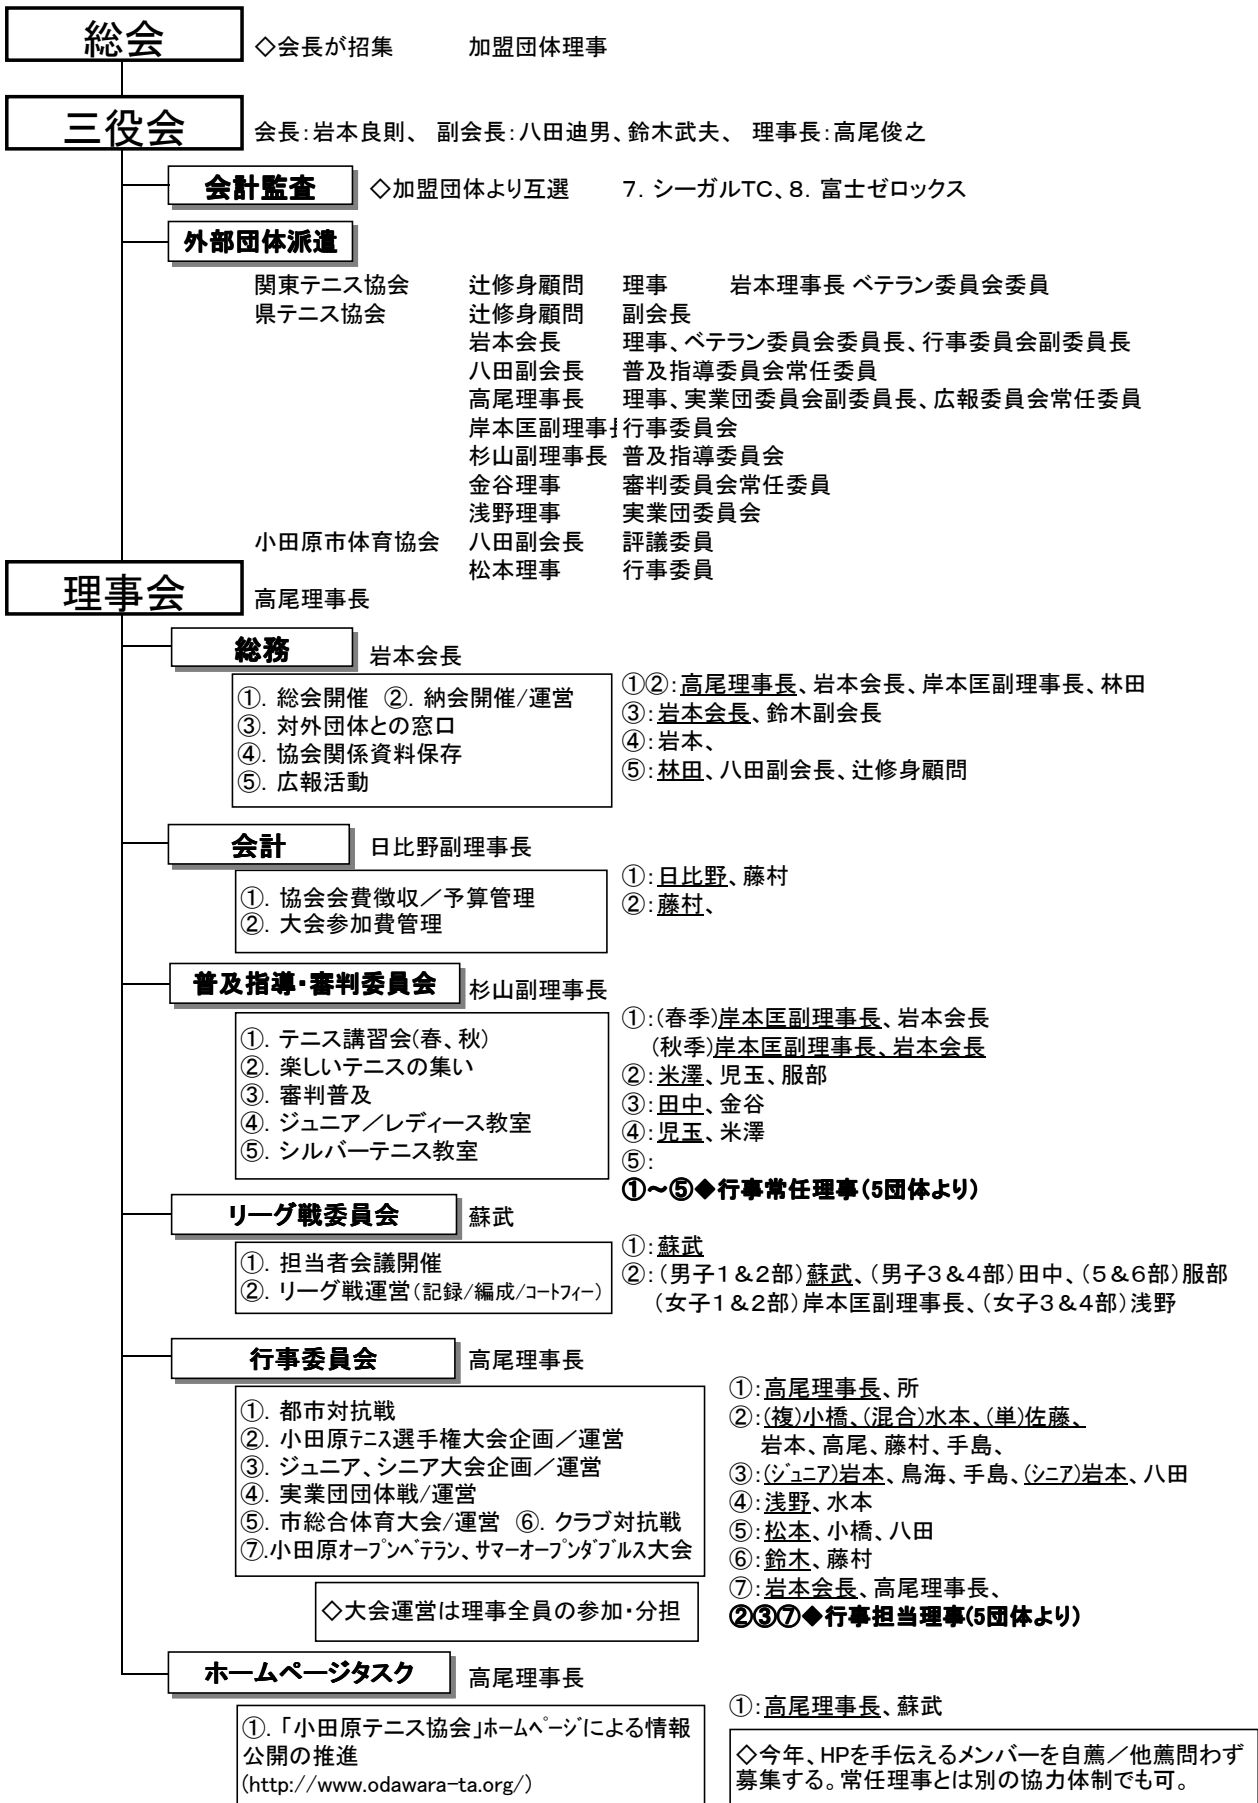 総会 ◇会長が招集 加盟団体理事
三役会 会長:岩本良則、 副会長:八田迪男、鈴木武夫、 理事長:高尾俊之
会計監査 ◇加盟団体より互選 7. シーガルTC、8. 富士ゼロックス
外部団体派遣
関東テニス協会 辻修身顧問 理事 岩本理事長 ベテラン委員会委員
県テニス協会 辻修身顧問 副会長
岩本会長 理事、ベテラン委員会委員長、行事委員会副委員長
八田副会長 普及指導委員会常任委員
高尾理事長 理事、実業団委員会副委員長、広報委員会常任委員
岸本匡副理事長 行事委員会
杉山副理事長 普及指導委員会
金谷理事 審判委員会常任委員
浅野理事 実業団委員会
小田原市体育協会 八田副会長 評議委員
松本理事 行事委員
理事会 高尾理事長
総務 岩本会長
①. 総会開催 ②. 納会開催/運営
③. 対外団体との窓口
④. 協会関係資料保存
⑤. 広報活動
①②:高尾理事長、岩本会長、岸本匡副理事長、林田
③:岩本会長、鈴木副会長
④:岩本、
⑤:林田、八田副会長、辻修身顧問
会計 日比野副理事長
①. 協会会費徴収／予算管理
②. 大会参加費管理
①:日比野、藤村
②:藤村、
普及指導・審判委員会 杉山副理事長
①. テニス講習会(春、秋)
②. 楽しいテニスの集い
③. 審判普及
④. ジュニア／レディース教室
⑤. シルバーテニス教室
①:(春季)岸本匡副理事長、岩本会長
(秋季)岸本匡副理事長、岩本会長
②:米澤、児玉、服部
③:田中、金谷
④:児玉、米澤
⑤:
①～⑤◆行事常任理事(5団体より)
リーグ戦委員会 蘇武
①. 担当者会議開催
②. リーグ戦運営(記録/編成/ｺｰﾄﾌｨｰ)
①:蘇武
②:(男子1＆2部)蘇武、(男子3＆4部)田中、(5＆6部)服部
(女子1＆2部)岸本匡副理事長、(女子3＆4部)浅野
行事委員会 高尾理事長
①. 都市対抗戦
②. 小田原ﾃﾆｽ選手権大会企画／運営
③. ジュニア、シニア大会企画／運営
④. 実業団団体戦/運営
⑤. 市総合体育大会/運営 ⑥. クラブ対抗戦
⑦.小田原ｵｰﾌﾟﾝﾍﾞﾃﾗﾝ、ｻﾏｰｵｰﾌﾟﾝﾀﾞﾌﾞﾙｽ大会
◇大会運営は理事全員の参加・分担
①:高尾理事長、所
②:(複)小橋、(混合)水本、(単)佐藤、
岩本、高尾、藤村、手島、
③:(ｼﾞｭﾆｱ)岩本、鳥海、手島、(ｼﾆｱ)岩本、八田
④:浅野、水本
⑤:松本、小橋、八田
⑥:鈴木、藤村
⑦:岩本会長、高尾理事長、
②③⑦◆行事担当理事(5団体より)
ホームページタスク 高尾理事長
①. 「小田原テニス協会」ﾎｰﾑﾍﾟｰｼﾞによる情報
公開の推進
(http://www.odawara-ta.org/)
①:高尾理事長、蘇武
◇今年、HPを手伝えるメンバーを自薦／他薦問わず
募集する。常任理事とは別の協力体制でも可。